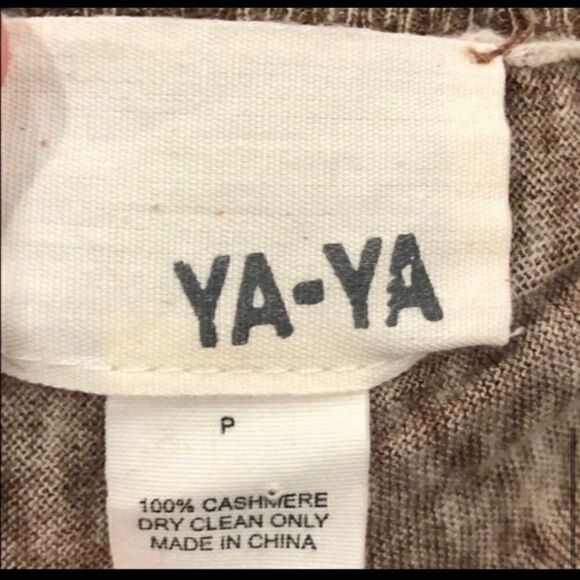 YA-YA
P
100% CASHMERE
DRY CLEAN ONLY
MADE IN CHINA